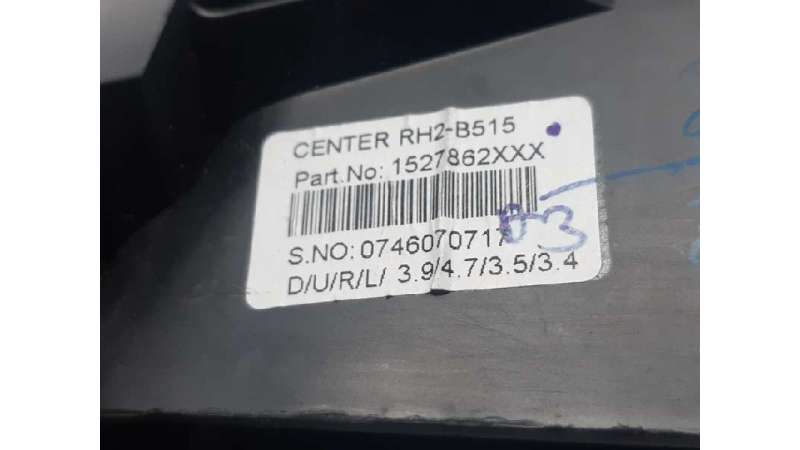 CENTER RH2-B515
Part.No: 1527862XXX
S.NO: 0746070717
D/U/R/L/ 3.9/4.7/3.5/3.4